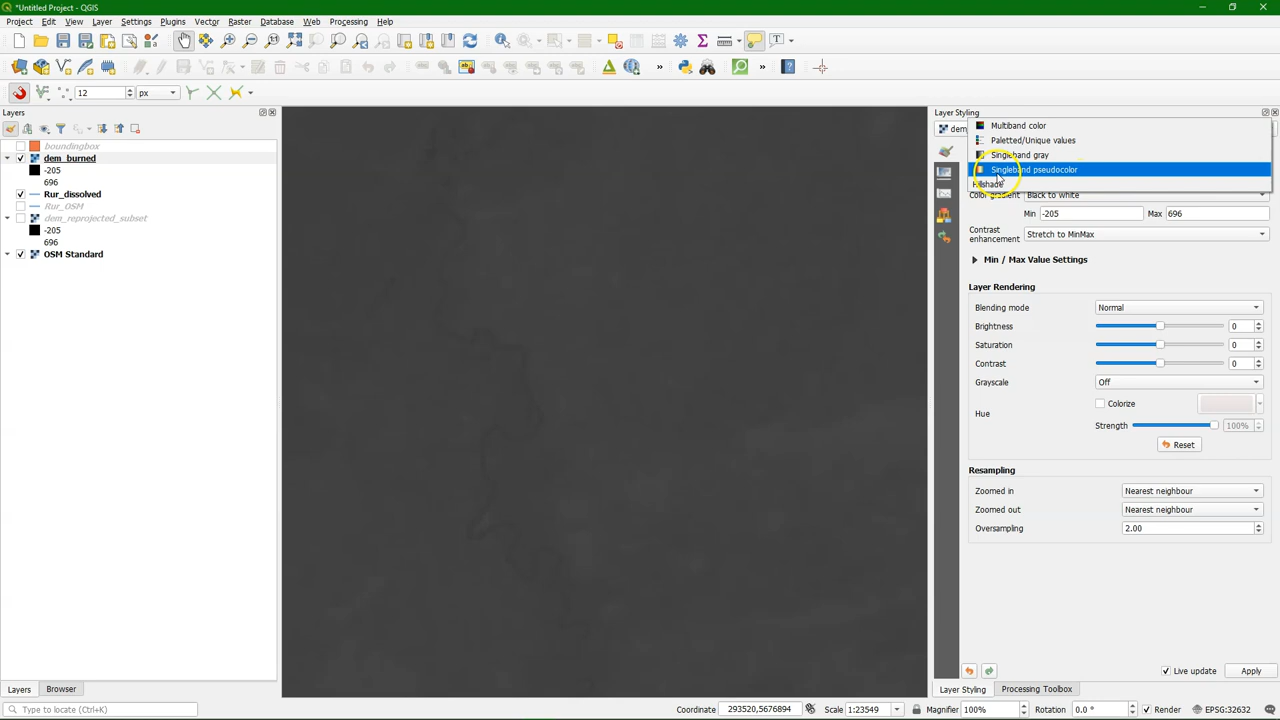 *Untitled Project - QGIS
Project Edit View Layer Settings Plugins Vector Raster Database Web Mesh Processing Help
12 px
Layers
boundingbox
dem_burned
-205
696
Rur_dissolved
Rur_OSM
dem_reprojected_subset
-205
696
OSM Standard
Layer Styling
dem
Multiband color
Paletted/Unique values
Singleband gray
Singleband pseudocolor
Hillshade
Color gradient Black to white
Min -205 Max 696
Contrast enhancement Stretch to MinMax
Min / Max Value Settings
Layer Rendering
Blending mode Normal
Brightness 0
Saturation 0
Contrast 0
Grayscale Off
Hue Colorize
Strength 100%
Reset
Resampling
Zoomed in Nearest neighbour
Zoomed out Nearest neighbour
Oversampling 2.00
Live update Apply
Layers Browser
Layer Styling Processing Toolbox
Type to locate (Ctrl+K)
Coordinate 293520,5676894 Scale 1:23549 Magnifier 100% Rotation 0.0 ° Render EPSG:32632